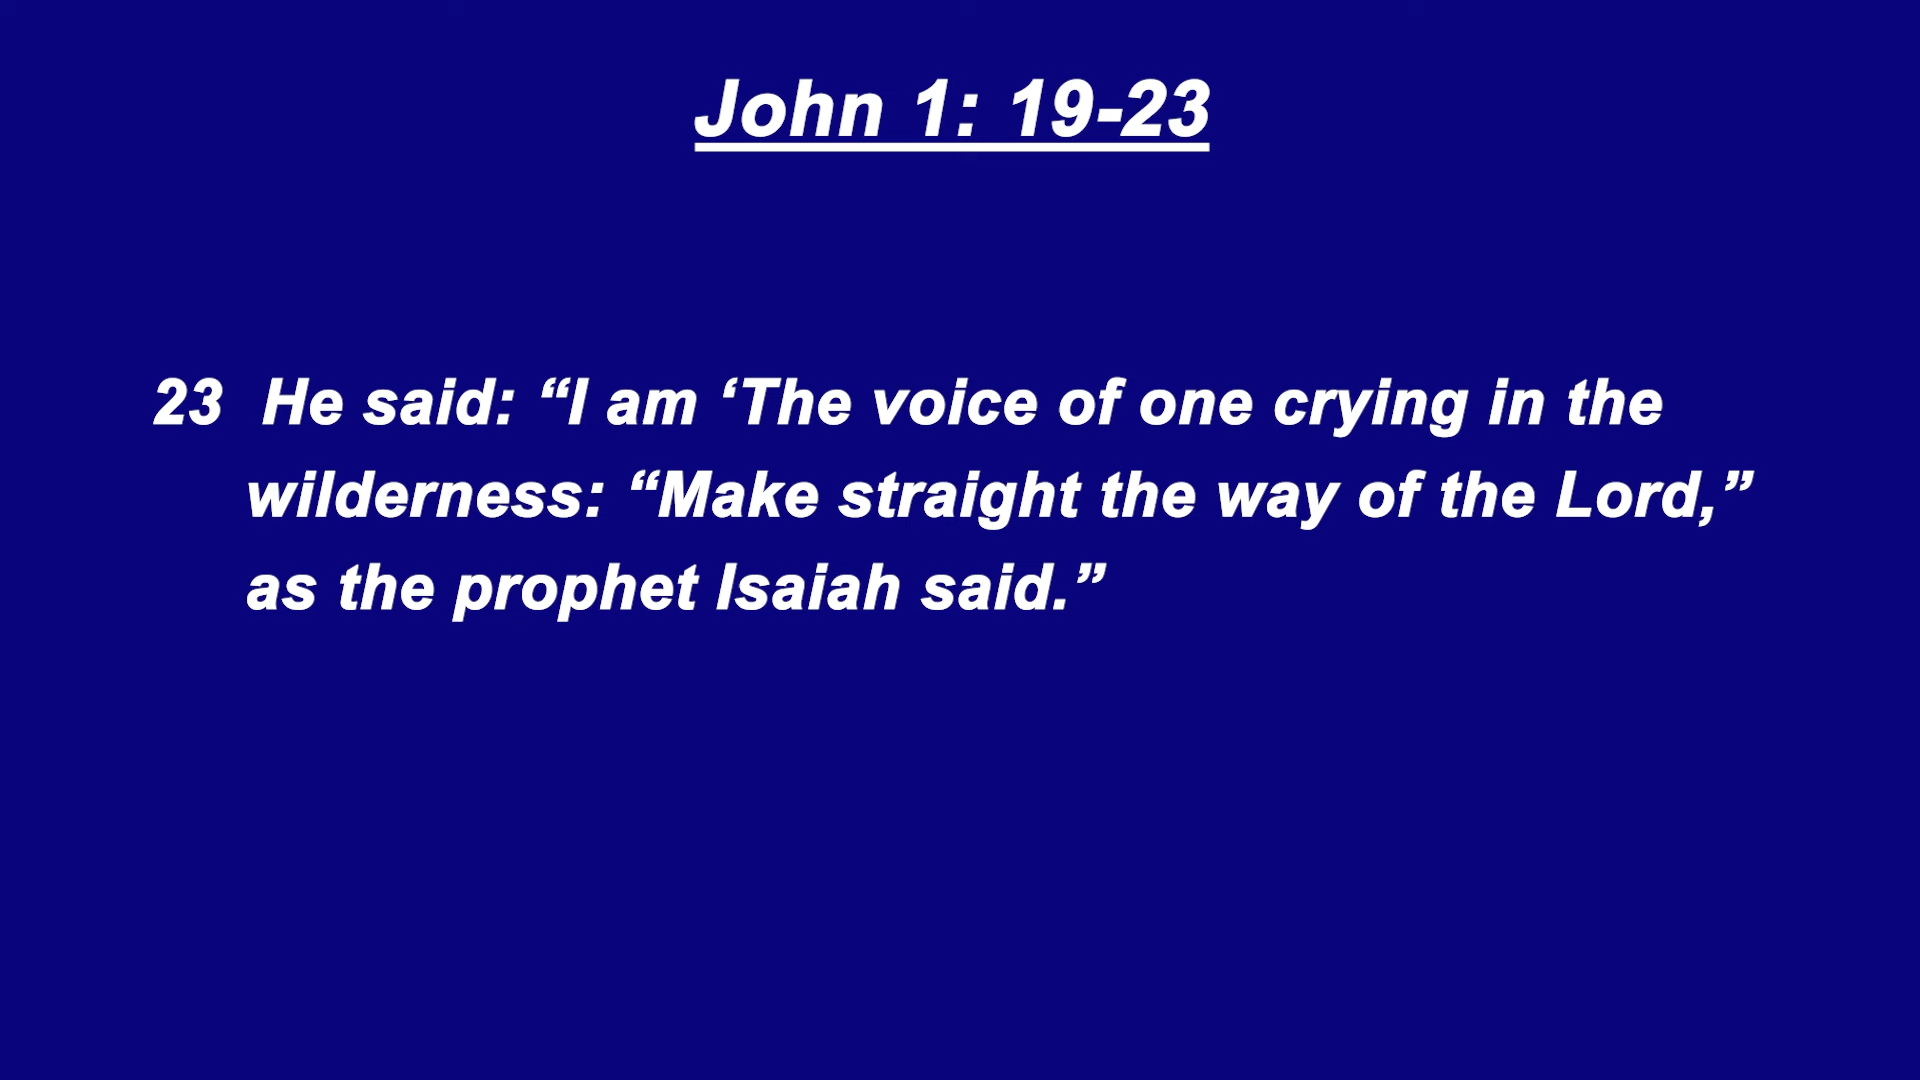 John 1: 19-23
23  He said: “I am ‘The voice of one crying in the
wilderness: “Make straight the way of the Lord,”
as the prophet Isaiah said.”